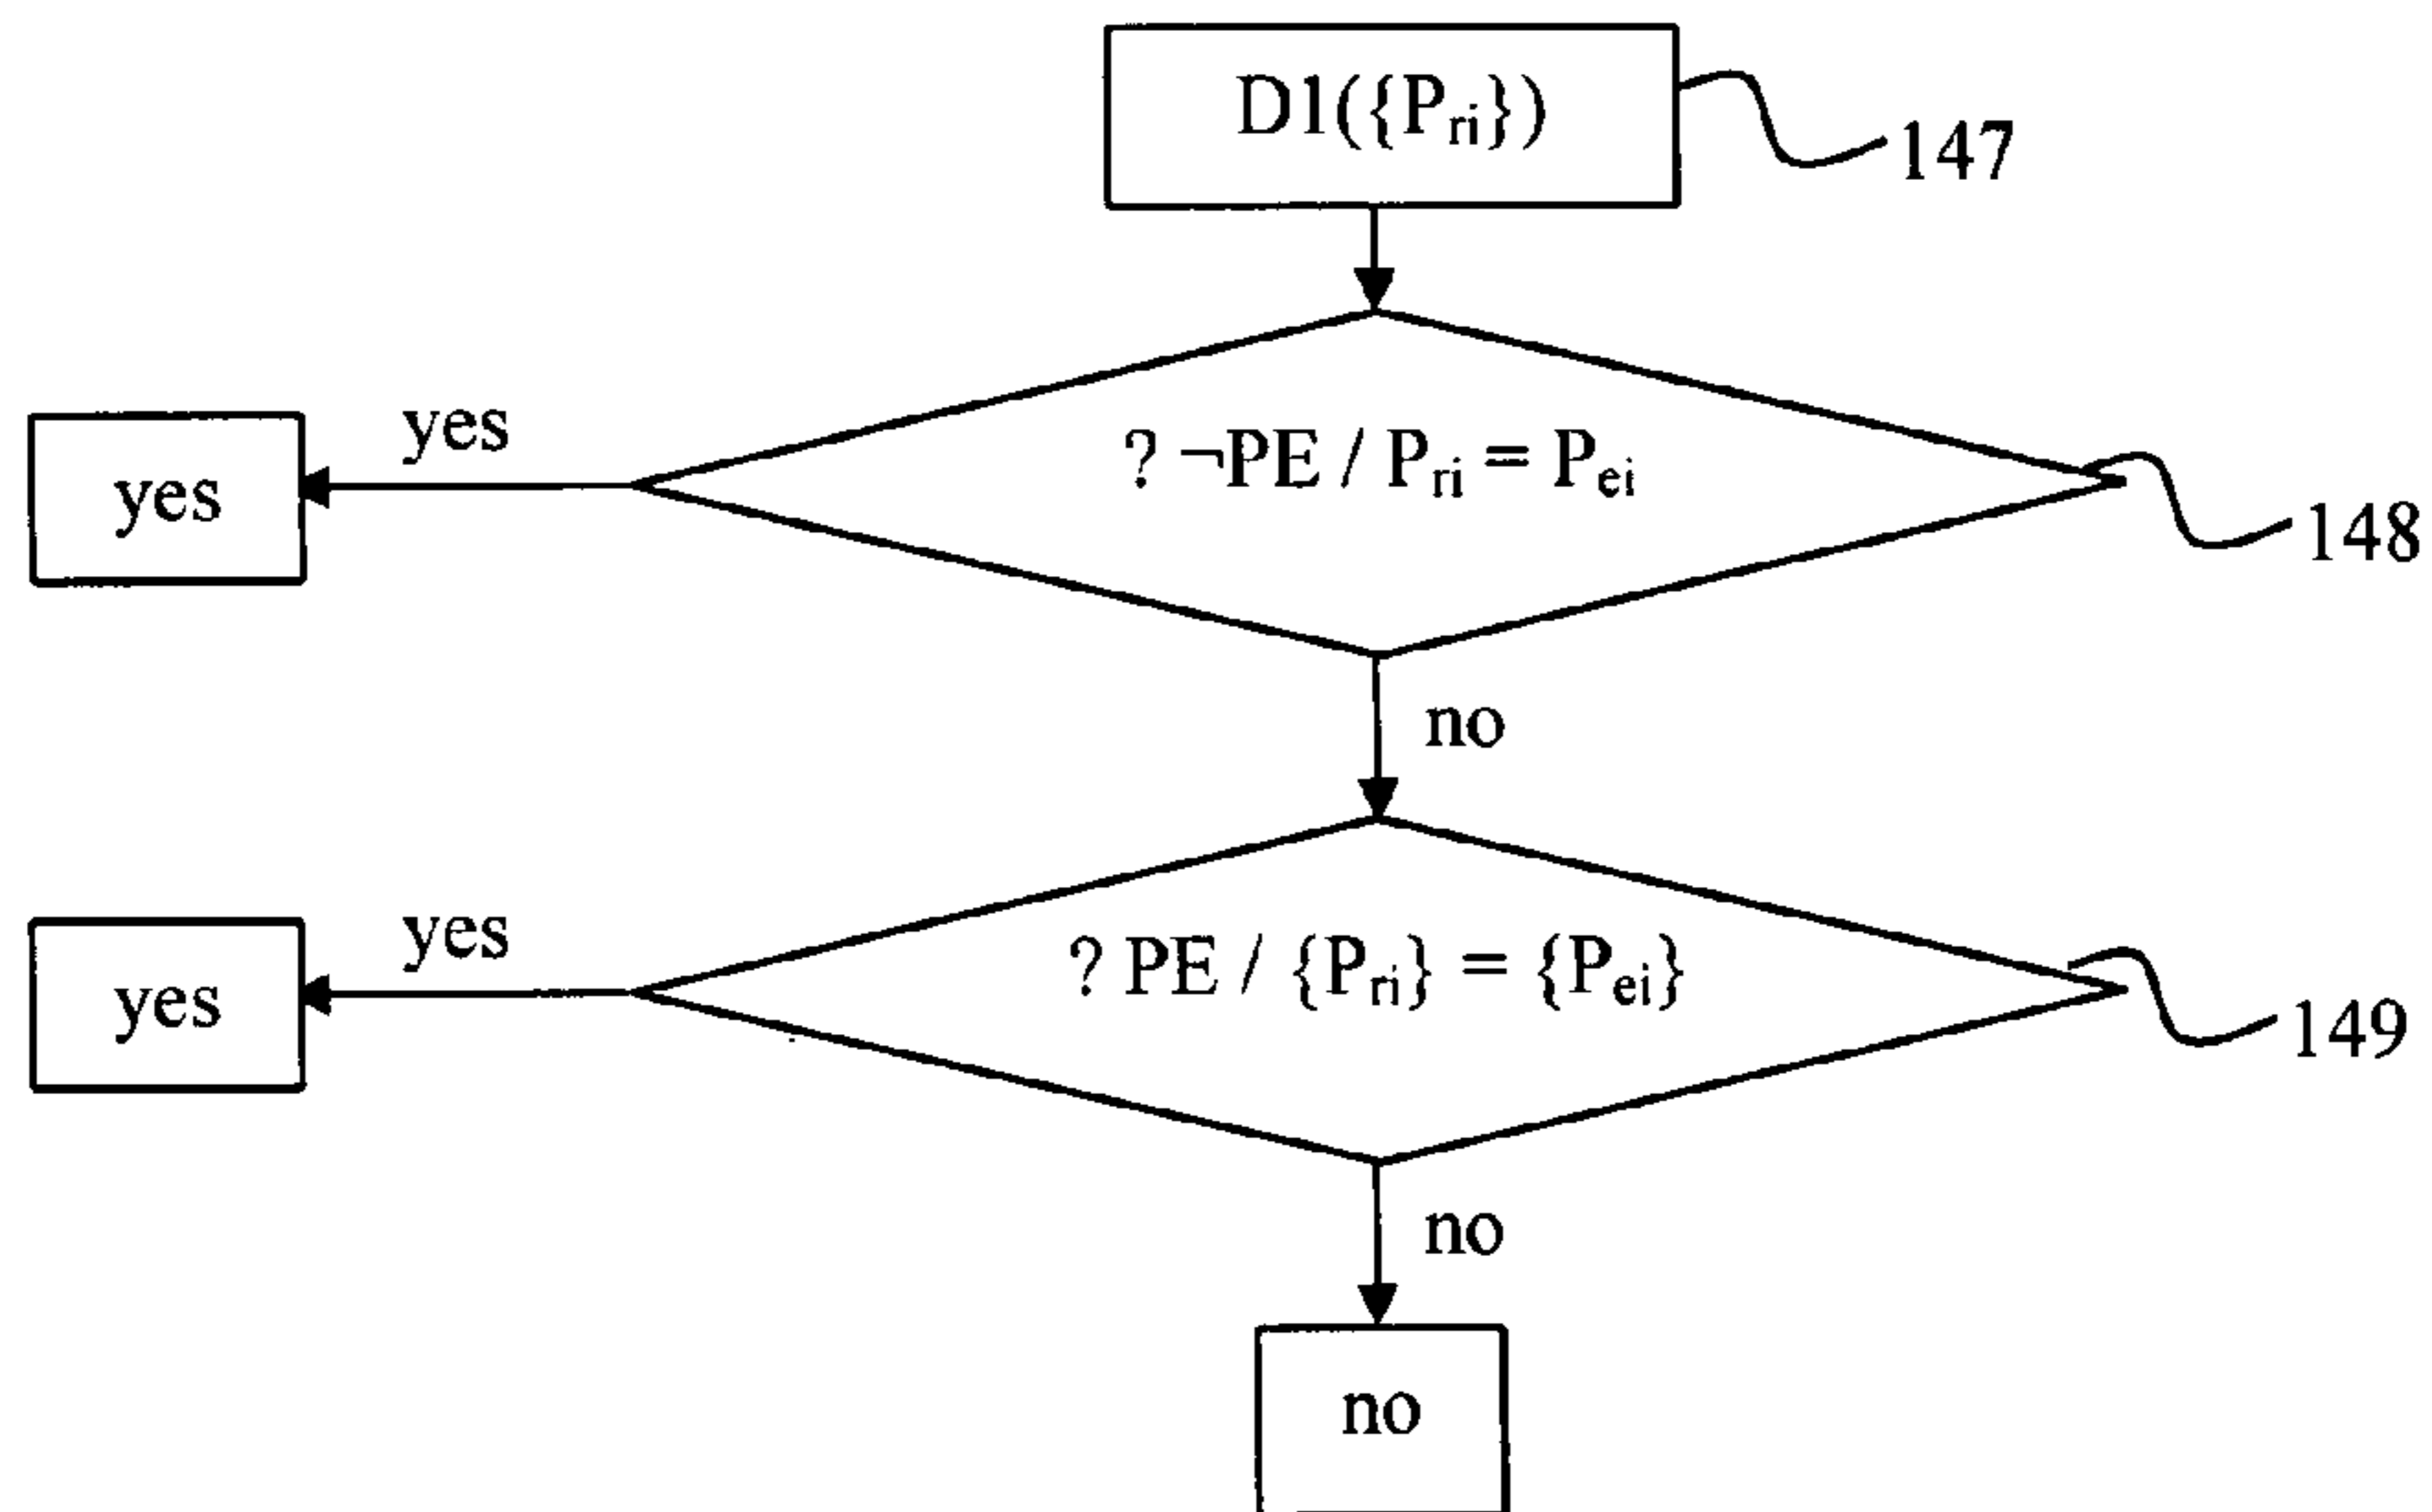 D1({Pri})
147
yes
yes
? ¬PE / Pri = Pei
148
no
yes
yes
? PE / {Pri} = {Pei}
149
no
no